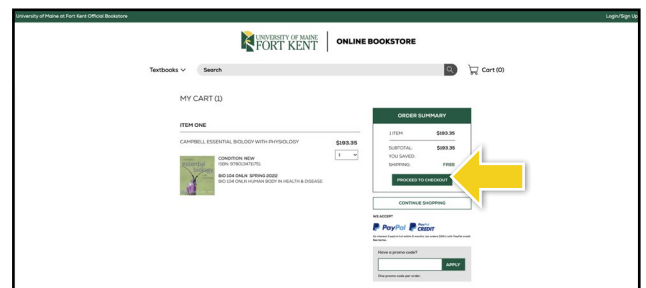 University of Maine at Fort Kent Official Bookstore
Login/Sign Up
UNIVERSITY OF MAINE
FORT KENT
ONLINE BOOKSTORE
Textbooks
Search
Cart (0)
MY CART (1)
ITEM ONE
CAMPBELL ESSENTIAL BIOLOGY WITH PHYSIOLOGY
$193.35
1
CONDITION: NEW
BIO 104 ONLN SPRING 2022
BIO 104 ONLN HUMAN BODY IN HEALTH & DISEASE
essential
biology
ORDER SUMMARY
1 ITEM $193.35
SUBTOTAL: $193.35
YOU SAVED:
SHIPPING: FREE
PROCEED TO CHECKOUT
CONTINUE SHOPPING
WE ACCEPT
PayPal PayPal CREDIT
Have a promo code?
APPLY
One promo code per order.